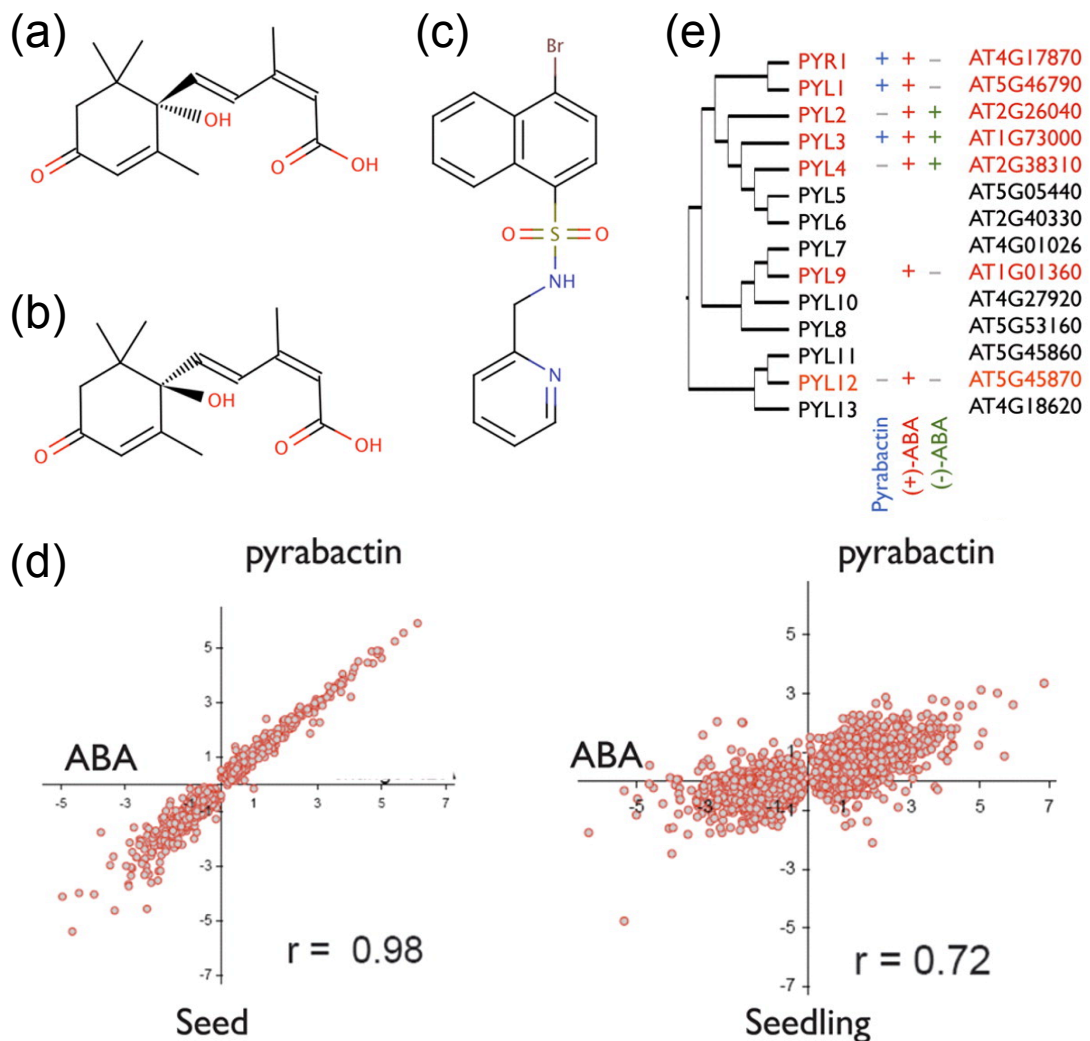 (a)
OH
O
O
OH
(b)
OH
O
O
OH
(c)
Br
O S O
NH
N
(e)
PYR1 + + − AT4G17870
PYL1 + + − AT5G46790
PYL2 − + + AT2G26040
PYL3 + + + AT1G73000
PYL4 − + + AT2G38310
PYL5 AT5G05440
PYL6 AT2G40330
PYL7 AT4G01026
PYL9 + − AT1G01360
PYL10 AT4G27920
PYL8 AT5G53160
PYL11 AT5G45860
PYL12 − + − AT5G45870
PYL13 AT4G18620
Pyrabactin
(+)-ABA
(-)-ABA
(d)
pyrabactin
5
3
1
ABA
-5 -3 -1 1 3 5 7
-1
-3
-5
-7
r = 0.98
Seed
pyrabactin
5
3
1
ABA
-5 -3 -1 1 3 5 7
-1
-3
-5
-7
r = 0.72
Seedling